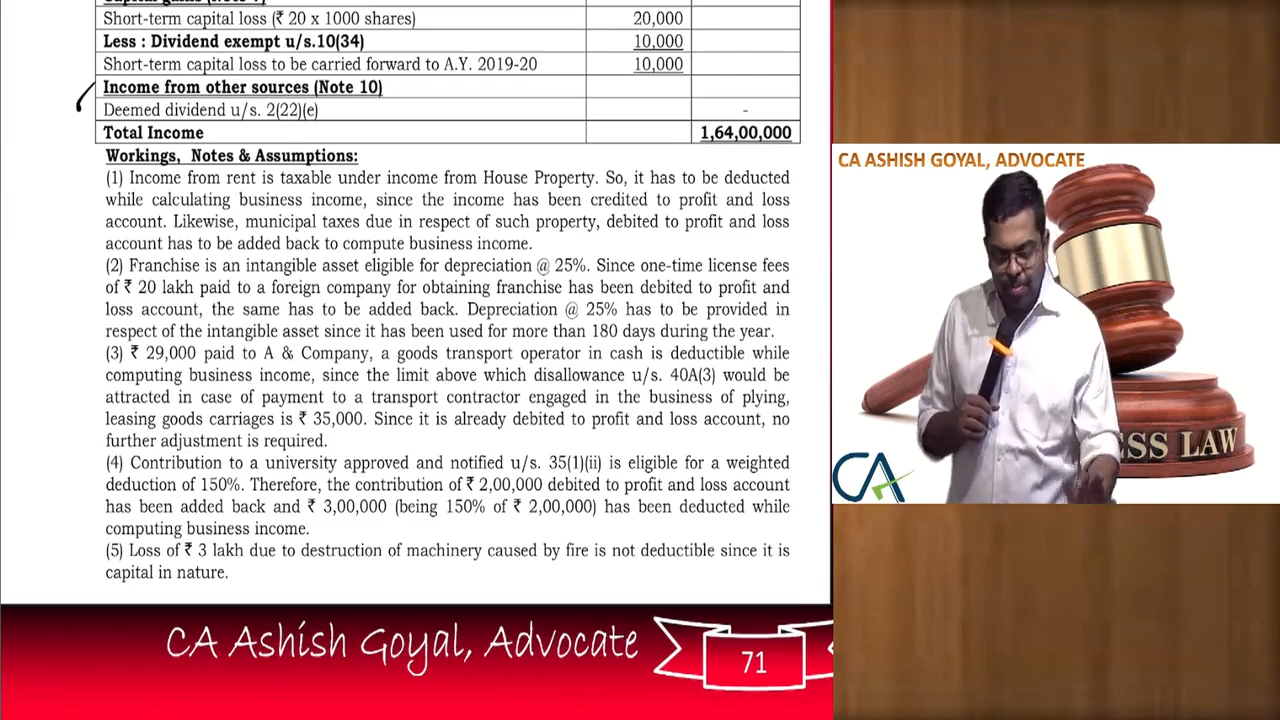 Capital gains (Note 7)
Short-term capital loss (₹ 20 x 1000 shares) 20,000
Less : Dividend exempt u/s.10(34) 10,000
Short-term capital loss to be carried forward to A.Y. 2019-20 10,000
Income from other sources (Note 10)
Deemed dividend u/s. 2(22)(e) -
Total Income 1,64,00,000
Workings, Notes & Assumptions:
(1) Income from rent is taxable under income from House Property. So, it has to be deducted
while calculating business income, since the income has been credited to profit and loss
account. Likewise, municipal taxes due in respect of such property, debited to profit and loss
account has to be added back to compute business income.
(2) Franchise is an intangible asset eligible for depreciation @ 25%. Since one-time license fees
of ₹ 20 lakh paid to a foreign company for obtaining franchise has been debited to profit and
loss account, the same has to be added back. Depreciation @ 25% has to be provided in
respect of the intangible asset since it has been used for more than 180 days during the year.
(3) ₹ 29,000 paid to A & Company, a goods transport operator in cash is deductible while
computing business income, since the limit above which disallowance u/s. 40A(3) would be
attracted in case of payment to a transport contractor engaged in the business of plying,
leasing goods carriages is ₹ 35,000. Since it is already debited to profit and loss account, no
further adjustment is required.
(4) Contribution to a university approved and notified u/s. 35(1)(ii) is eligible for a weighted
deduction of 150%. Therefore, the contribution of ₹ 2,00,000 debited to profit and loss account
has been added back and ₹ 3,00,000 (being 150% of ₹ 2,00,000) has been deducted while
computing business income.
(5) Loss of ₹ 3 lakh due to destruction of machinery caused by fire is not deductible since it is
capital in nature.
CA Ashish Goyal, Advocate
71
CA ASHISH GOYAL, ADVOCATE
ESS LAW
CA